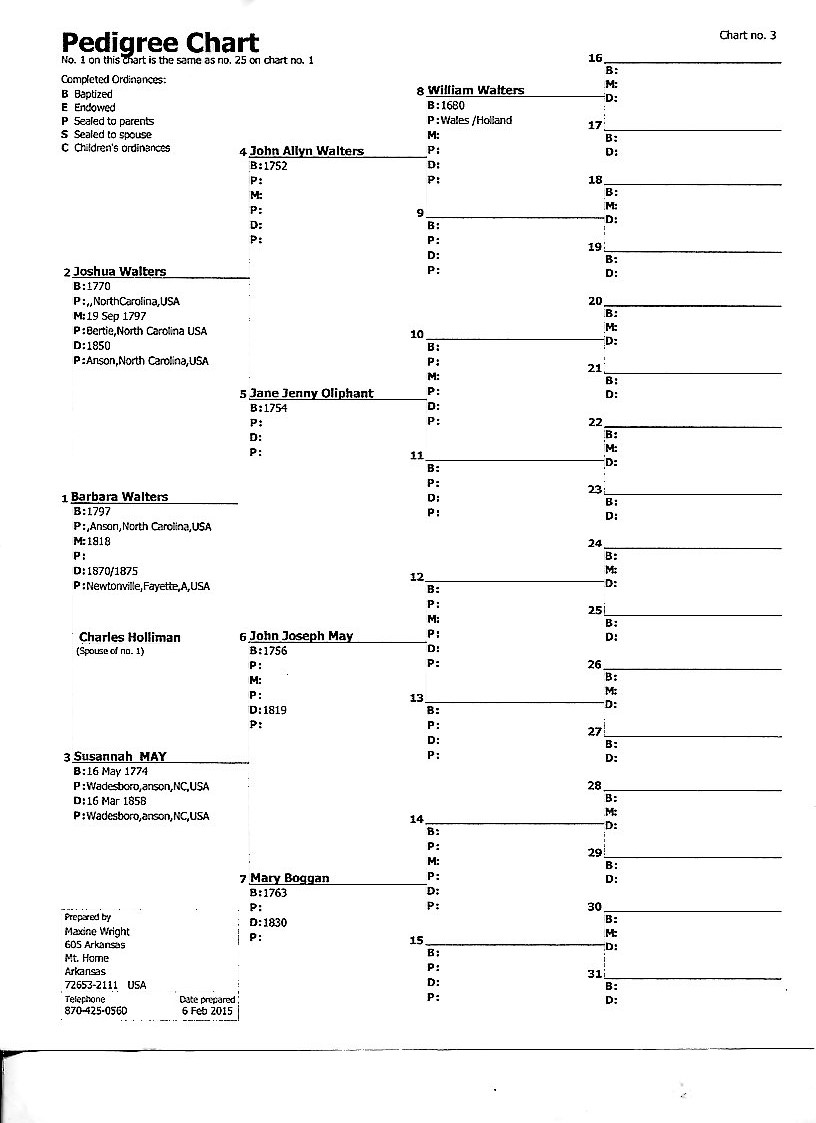 Pedigree Chart
Chart no. 3
No. 1 on this chart is the same as no. 25 on chart no. 1
Completed Ordinances:
B Baptized
E Endowed
P Sealed to parents
S Sealed to spouse
C Children's ordinances
1 Barbara Walters
B:1797
P:,Anson,North Carolina,USA
M:1818
P:
D:1870/1875
P:Newtonville,Fayette,A,USA
Charles Holliman
(Spouse of no. 1)
2 Joshua Walters
B:1770
P:,,NorthCarolina,USA
M:19 Sep 1797
P:Bertie,North Carolina USA
D:1850
P:Anson,North Carolina,USA
3 Susannah MAY
B:16 May 1774
P:Wadesboro,anson,NC,USA
D:16 Mar 1858
P:Wadesboro,anson,NC,USA
4 John Allyn Walters
B:1752
P:
M:
P:
D:
P:
5 Jane Jenny Oliphant
B:1754
P:
D:
P:
6 John Joseph May
B:1756
P:
M:
P:
D:1819
P:
7 Mary Boggan
B:1763
P:
D:1830
P:
8 William Walters
B:1680
P:Wales /Holland
M:
P:
D:
P:
9
B:
P:
D:
P:
10
B:
P:
M:
P:
D:
P:
11
B:
P:
D:
P:
12
B:
P:
M:
P:
D:
P:
13
B:
P:
D:
P:
14
B:
P:
M:
P:
D:
P:
15
B:
P:
D:
P:
16
B:
M:
D:
17
B:
D:
18
B:
M:
D:
19
B:
D:
20
B:
M:
D:
21
B:
D:
22
B:
M:
D:
23
B:
D:
24
B:
M:
D:
25
B:
D:
26
B:
M:
D:
27
B:
D:
28
B:
M:
D:
29
B:
D:
30
B:
M:
D:
31
B:
D:
Prepared by
Maxine Wright
605 Arkansas
Mt. Home
Arkansas
72653-2111 USA
Telephone Date prepared
870-425-0560 6 Feb 2015